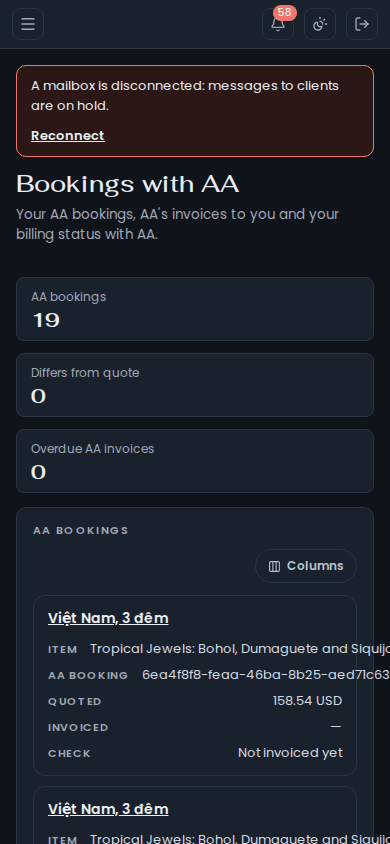 58
A mailbox is disconnected: messages to clients
are on hold.
Reconnect
Bookings with AA
Your AA bookings, AA's invoices to you and your
billing status with AA.
AA bookings
19
Differs from quote
0
Overdue AA invoices
0
AA BOOKINGS
Columns
Việt Nam, 3 đêm
ITEM Tropical Jewels: Bohol, Dumaguete and Siquijo
AA BOOKING 6ea4f8f8-feaa-46ba-8b25-aed71c63
QUOTED 158.54 USD
INVOICED —
CHECK Not invoiced yet
Việt Nam, 3 đêm
ITEM Tropical Jewels: Bohol, Dumaguete and Siquijo